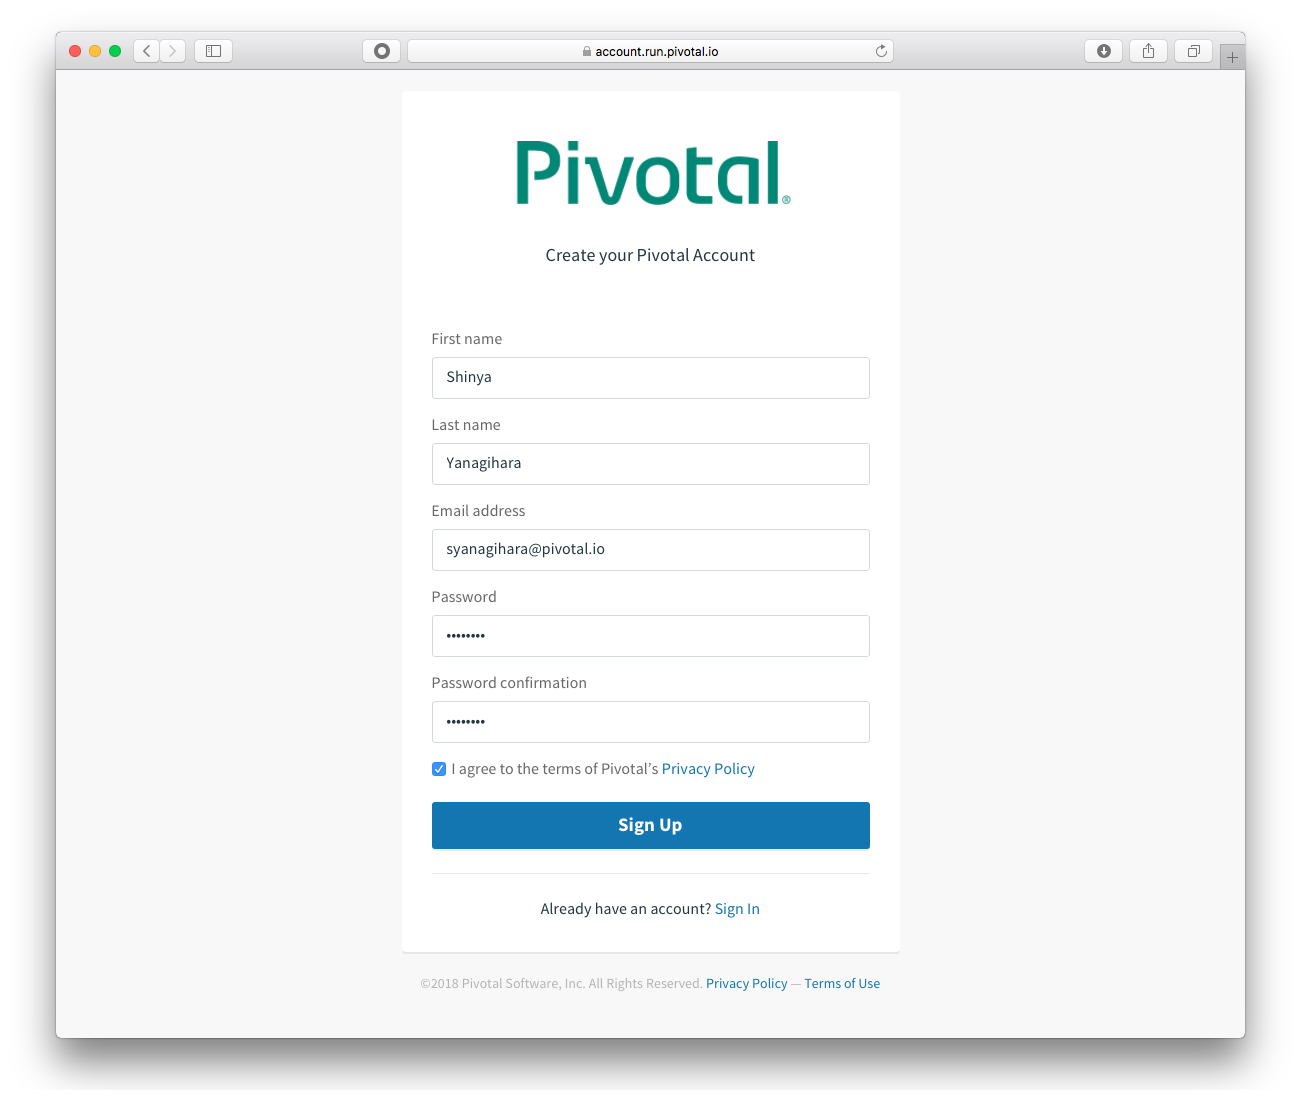 account.run.pivotal.io
Pivotal®
Create your Pivotal Account
First name
Shinya
Last name
Yanagihara
Email address
syanagihara@pivotal.io
Password
••••••••
Password confirmation
••••••••
I agree to the terms of Pivotal’s Privacy Policy
Sign Up
Already have an account? Sign In
©2018 Pivotal Software, Inc. All Rights Reserved. Privacy Policy — Terms of Use